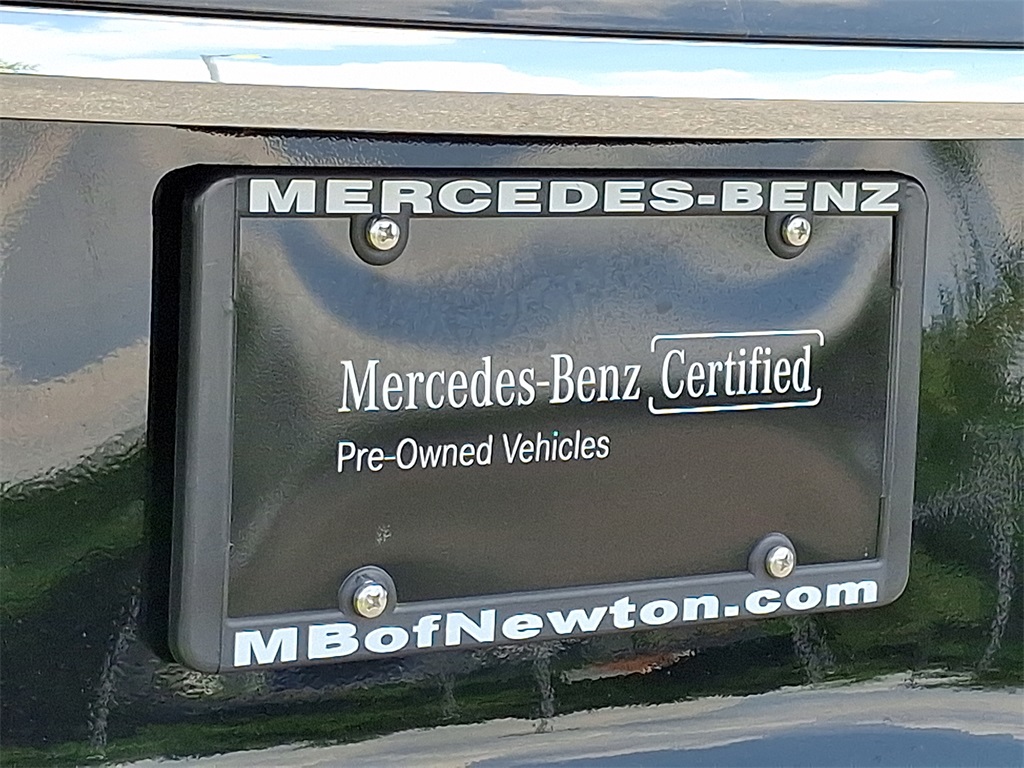 MERCEDES-BENZ
Mercedes-Benz Certified
Pre-Owned Vehicles
MBofNewton.com